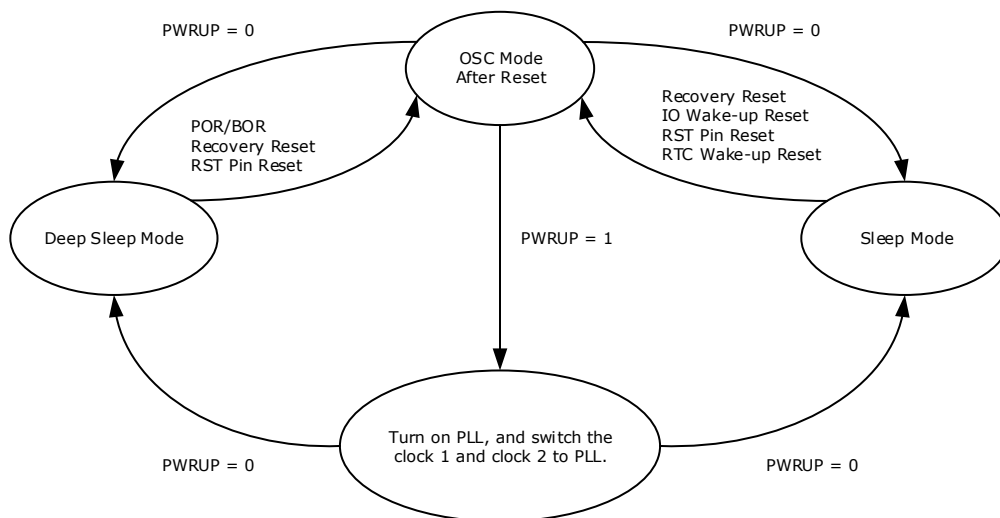 PWRUP = 0
PWRUP = 0
OSC Mode
After Reset
POR/BOR
Recovery Reset
RST Pin Reset
Recovery Reset
IO Wake-up Reset
RST Pin Reset
RTC Wake-up Reset
Deep Sleep Mode
PWRUP = 1
Sleep Mode
Turn on PLL, and switch the
clock 1 and clock 2 to PLL.
PWRUP = 0
PWRUP = 0